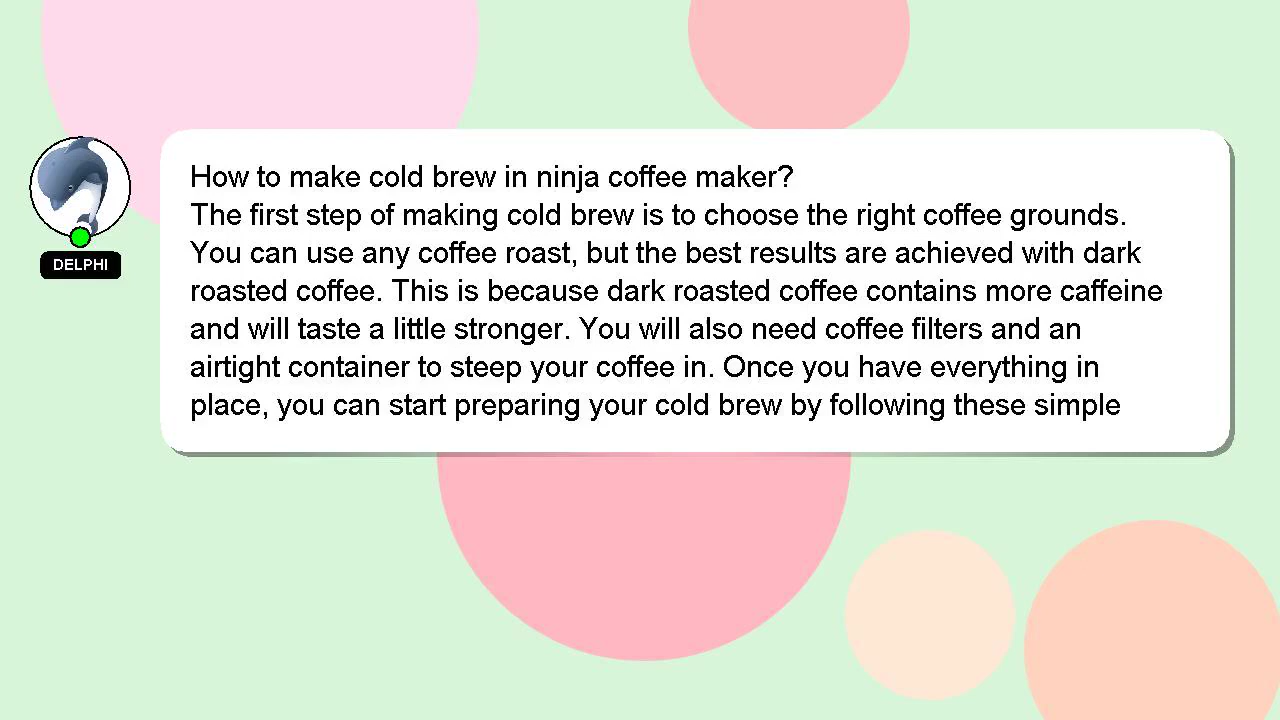 How to make cold brew in ninja coffee maker?
The first step of making cold brew is to choose the right coffee grounds.
You can use any coffee roast, but the best results are achieved with dark
roasted coffee. This is because dark roasted coffee contains more caffeine
and will taste a little stronger. You will also need coffee filters and an
airtight container to steep your coffee in. Once you have everything in
place, you can start preparing your cold brew by following these simple
DELPHI